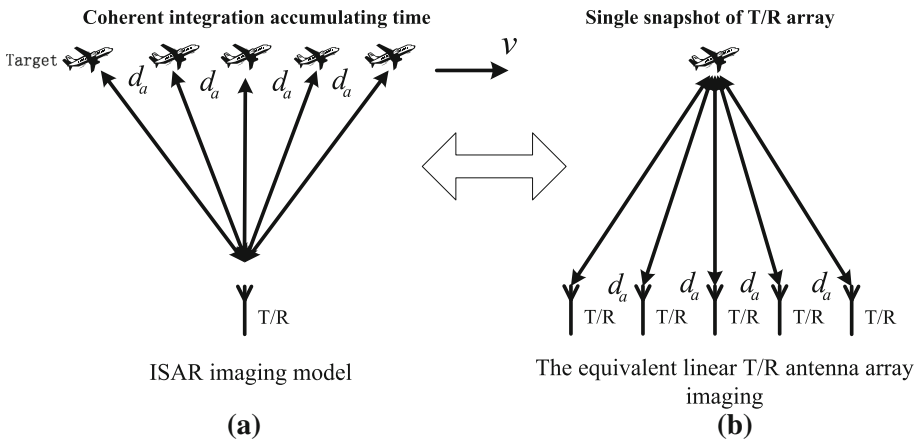 Coherent integration accumulating time
Single snapshot of T/R array
Target
v
d_a d_a d_a d_a
d_a d_a d_a d_a
T/R
T/R T/R T/R T/R T/R
ISAR imaging model
The equivalent linear T/R antenna array
imaging
(a)
(b)